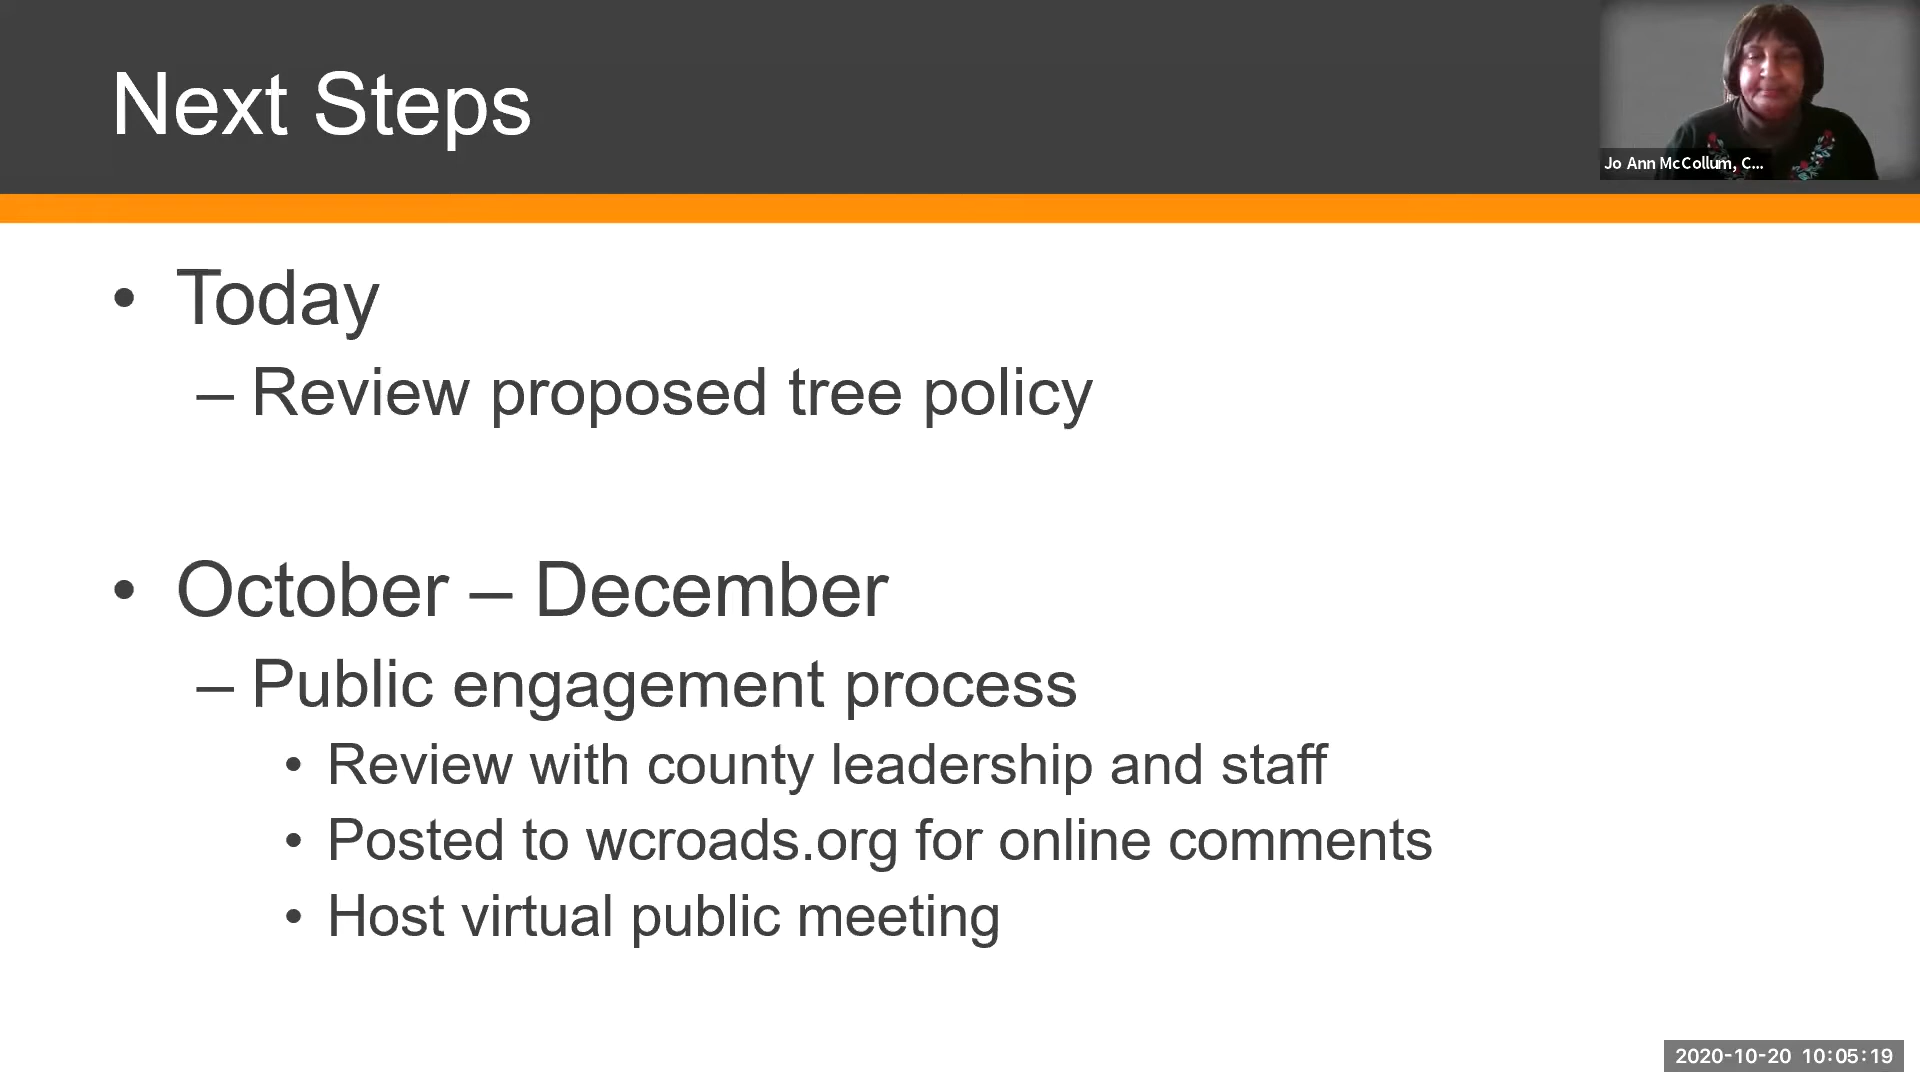 Next Steps
Jo Ann McCollum, C...
• Today
– Review proposed tree policy
• October – December
– Public engagement process
• Review with county leadership and staff
• Posted to wcroads.org for online comments
• Host virtual public meeting
2020-10-20 10:05:19